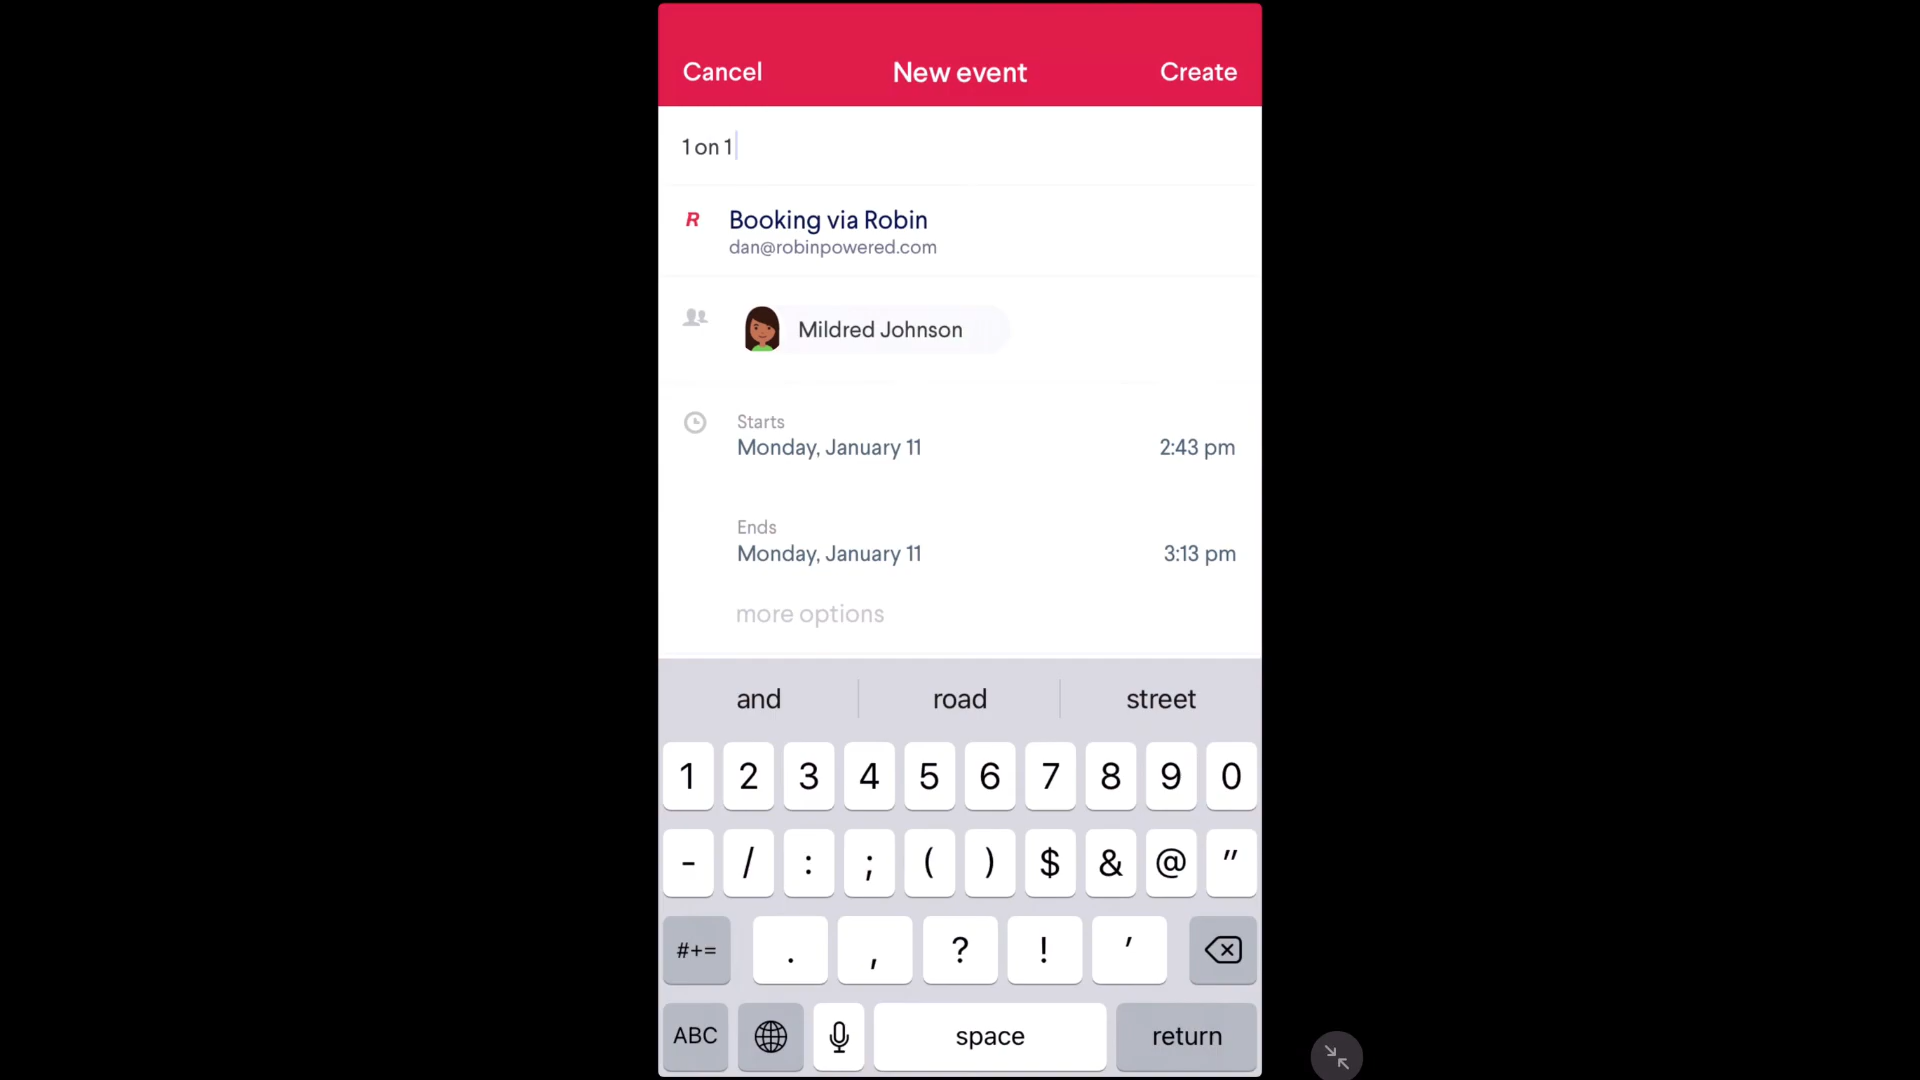 Cancel New event Create
1 on 1
R Booking via Robin
dan@robinpowered.com
Mildred Johnson
Starts
Monday, January 11 2:43 pm
Ends
Monday, January 11 3:13 pm
more options
and road street
1 2 3 4 5 6 7 8 9 0
- / : ; ( ) $ & @ "
#+= . , ? ! '
ABC space return